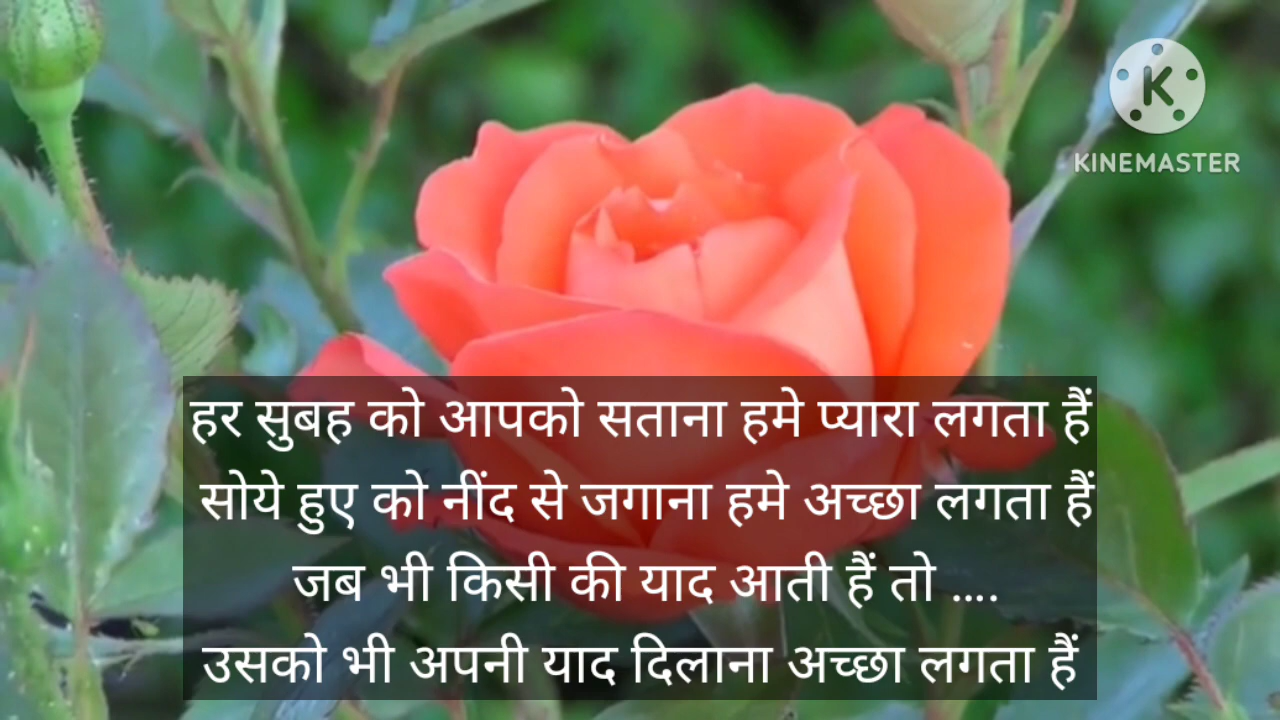 KINEMASTER
हर सुबह को आपको सताना हमे प्यारा लगता हैं
सोये हुए को नींद से जगाना हमे अच्छा लगता हैं
जब भी किसी की याद आती हैं तो ....
उसको भी अपनी याद दिलाना अच्छा लगता हैं